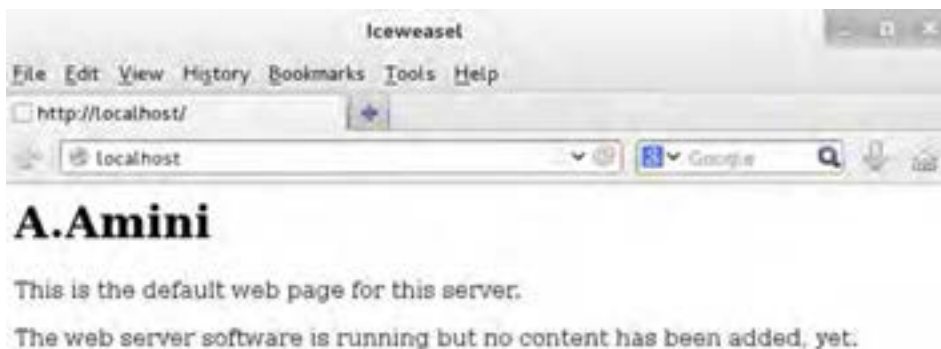 Iceweasel
File Edit View History Bookmarks Tools Help
http://localhost/
localhost
Google
A.Amini
This is the default web page for this server.
The web server software is running but no content has been added, yet.